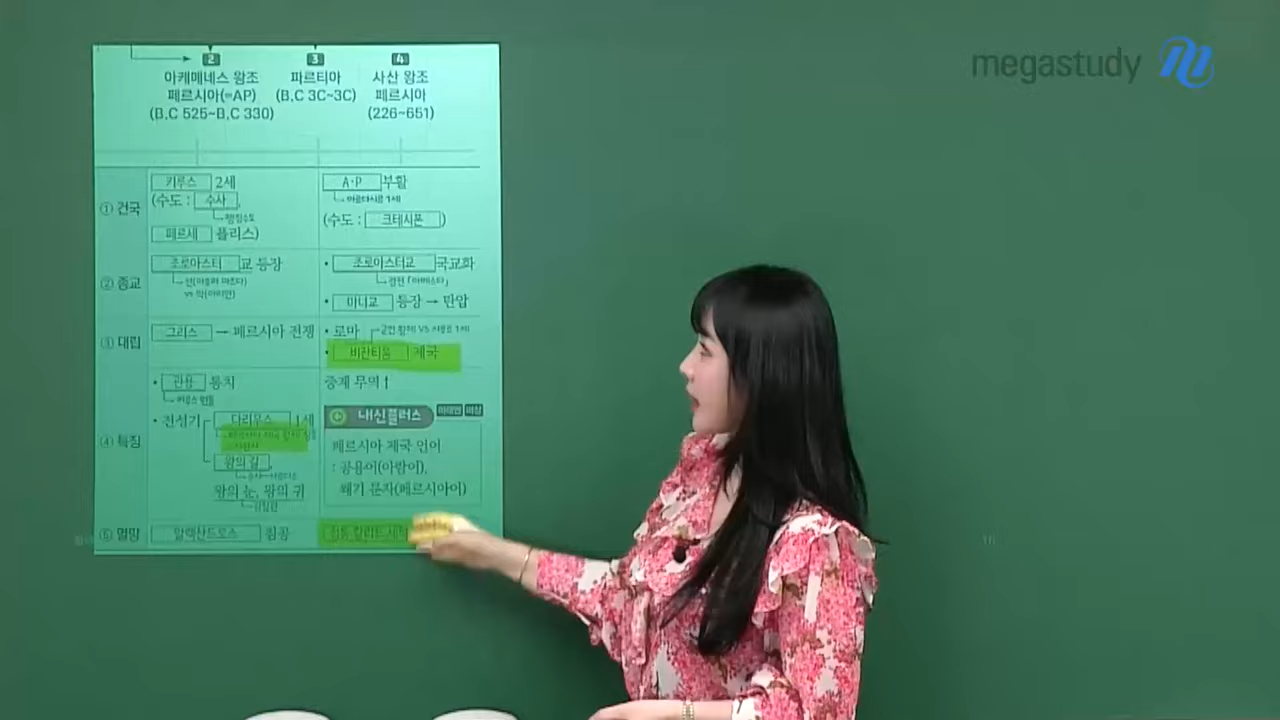 megastudy
2 3 4
아케메네스 왕조 파르티아 사산 왕조
페르시아(=AP) (B.C 3C~3C) 페르시아
(B.C 525~B.C 330) (226~651)
① 건국
키루스 2세
(수도 : 수사,
페르세 폴리스)
A·P 부활
(수도 : 크테시폰)
② 종교
조로아스터 교 등장
• 조로아스터교 국교화
경전 「아베스타」
• 마니교 등장 → 탄압
③ 대립
그리스 → 페르시아 전쟁
• 로마
• 비잔티움 제국
④ 특징
• 관용 통치
• 전성기 다리우스 1세
왕의 길,
왕의 눈, 왕의 귀
중계 무역↑
내신플러스
페르시아 제국 언어
: 공용어(아람어),
쐐기 문자(페르시아어)
⑤ 멸망
알렉산드로스 침공